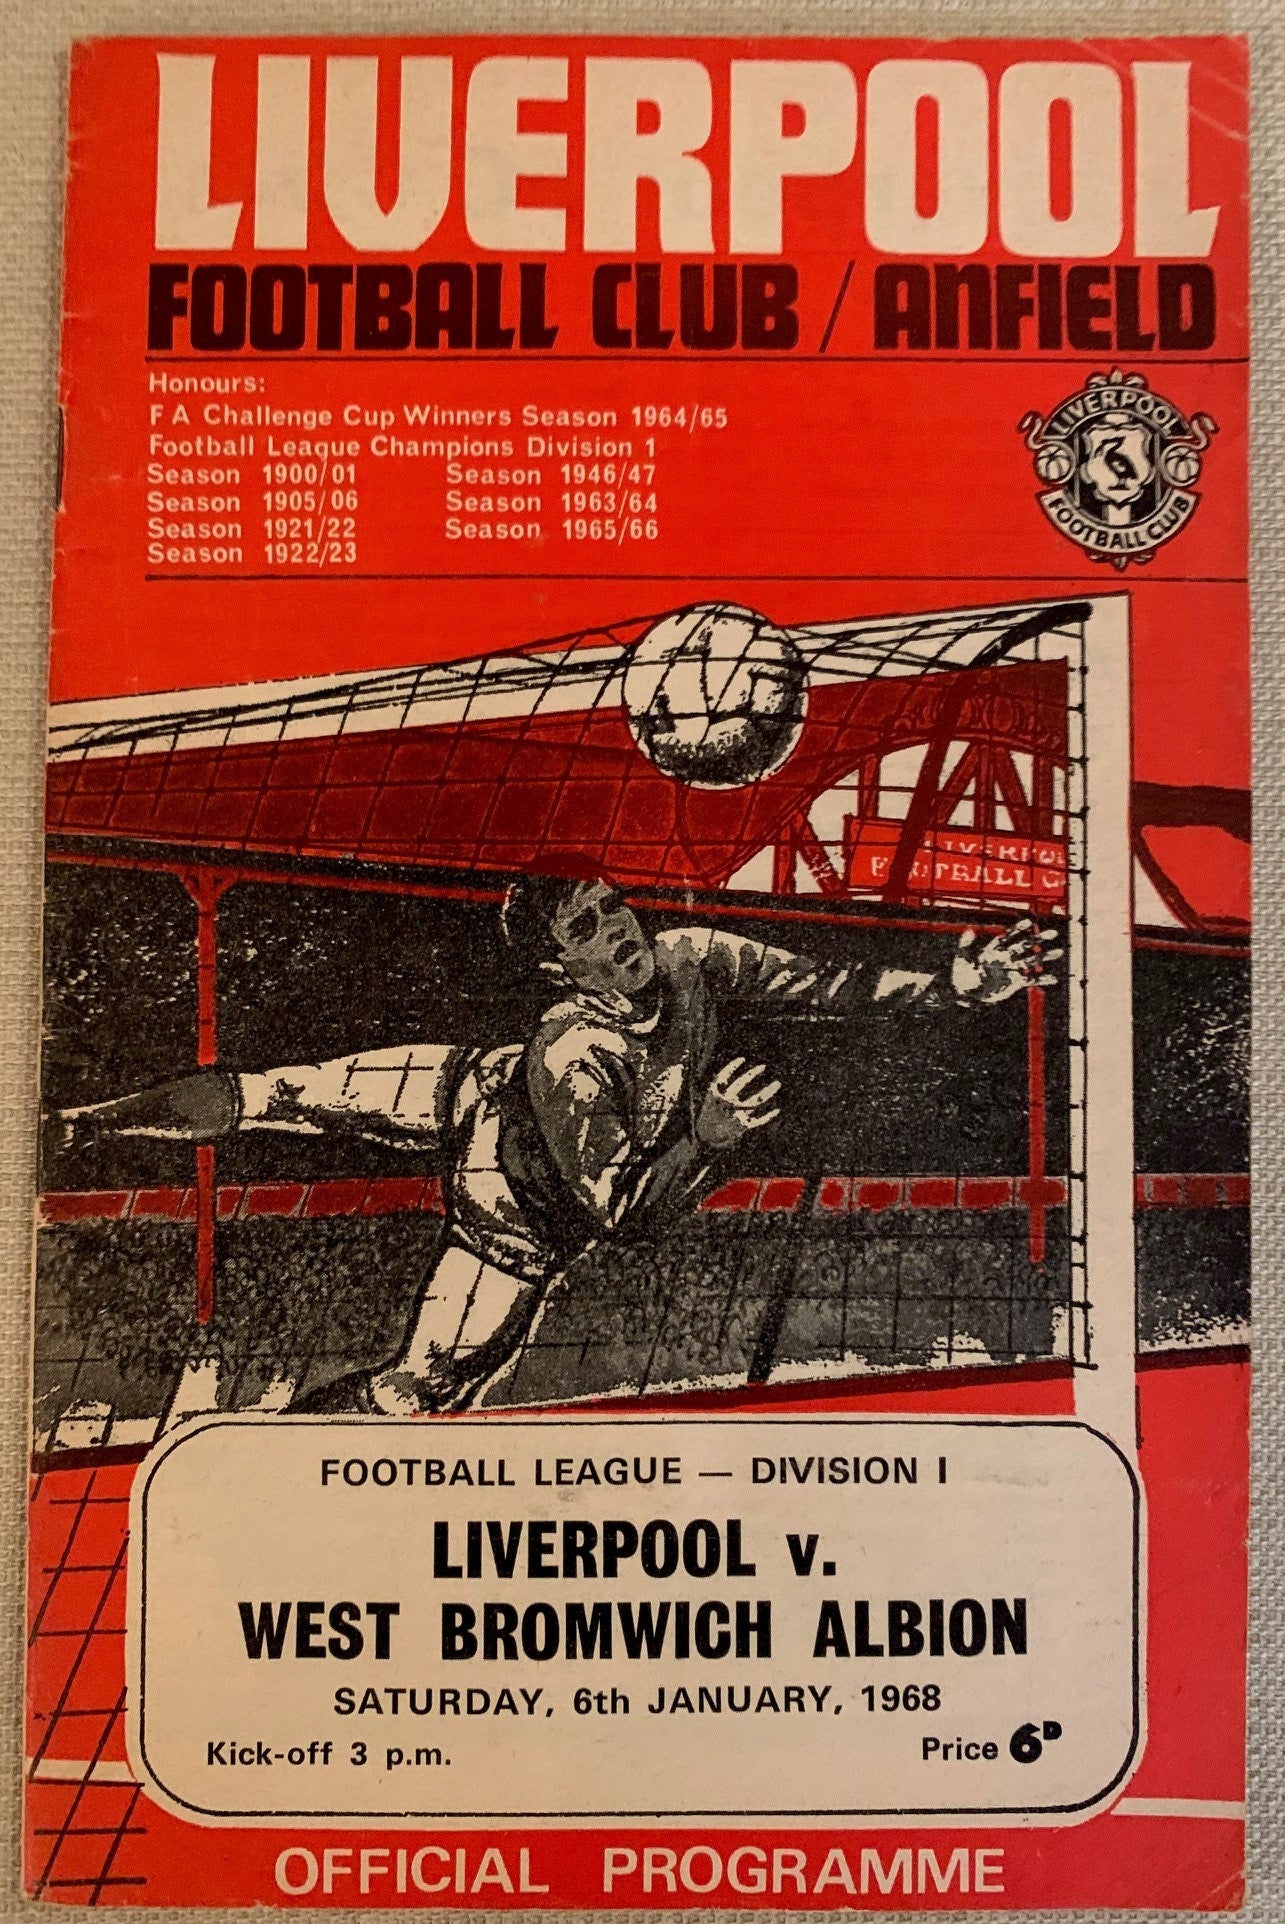 LIVERPOOL
FOOTBALL CLUB / ANFIELD
Honours:
F A Challenge Cup Winners Season 1964/65
Football League Champions Division 1
Season 1900/01 Season 1946/47
Season 1905/06 Season 1963/64
Season 1921/22 Season 1965/66
Season 1922/23
LIVERPOOL
FOOTBALL CLUB
LIVERPOOL
FOOTBALL
FOOTBALL LEAGUE — DIVISION I
LIVERPOOL v.
WEST BROMWICH ALBION
SATURDAY, 6th JANUARY, 1968
Kick-off 3 p.m. Price 6D
OFFICIAL PROGRAMME